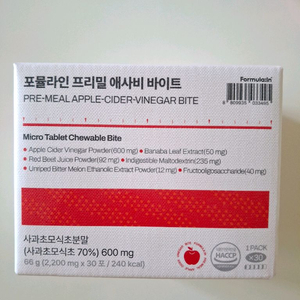 Formula:n
포뮬라인 프리밀 애사비 바이트
PRE-MEAL APPLE-CIDER-VINEGAR BITE
Micro Tablet Chewable Bite
• Apple Cider Vinegar Powder(600 mg) • Banaba Leaf Extract(50 mg)
• Red Beet Juice Powder(92 mg) • Indigestible Maltodextrin(235 mg)
• Unriped Bitter Melon Ethanolic Extract Powder(12 mg) • Fructooligosaccharide(40 mg)
사과초모식초분말
(사과초모식초 70%) 600 mg
66 g (2,200 mg x 30 포 / 240 kcal)
HACCP
1 PACK
x30